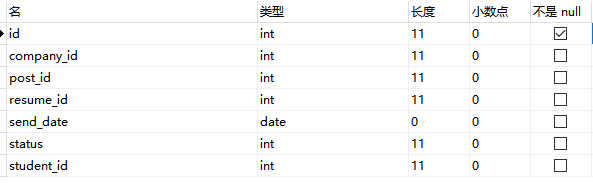 名 类型 长度 小数点 不是 null
id int 11 0
company_id int 11 0
post_id int 11 0
resume_id int 11 0
send_date date 0 0
status int 11 0
student_id int 11 0